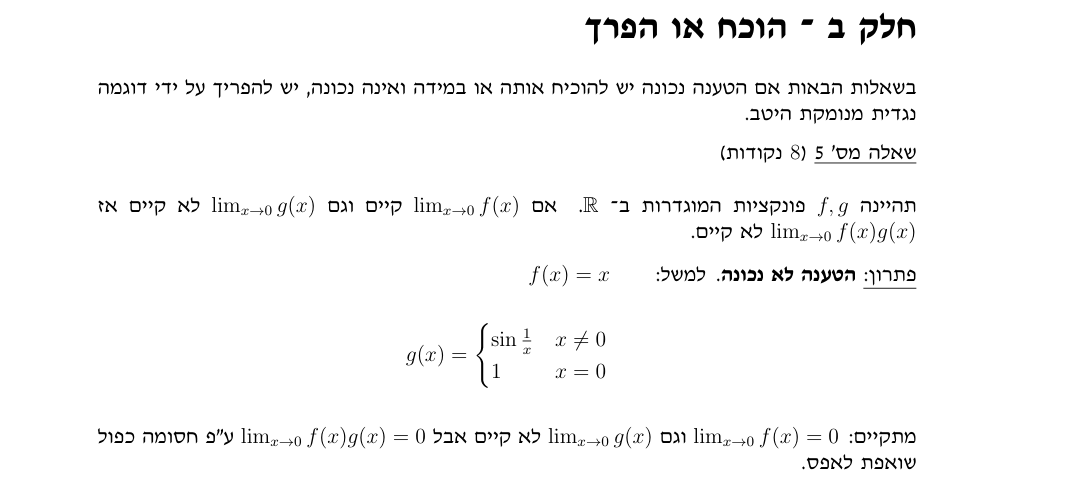 חלק ב - הוכח או הפרך
בשאלות הבאות אם הטענה נכונה יש להוכיח אותה או במידה ואינה נכונה, יש להפריך על ידי דוגמה
נגדית מנומקת היטב.
שאלה מס' 5 (8 נקודות)
תהיינה f, g פונקציות המוגדרות ב- ℝ. אם lim_{x→0} f(x) קיים וגם lim_{x→0} g(x) לא קיים אז
lim_{x→0} f(x)g(x) לא קיים.
פתרון: הטענה לא נכונה. למשל: f(x) = x
g(x) = { sin 1/x x ≠ 0
1 x = 0
מתקיים: lim_{x→0} f(x) = 0 וגם lim_{x→0} g(x) לא קיים אבל lim_{x→0} f(x)g(x) = 0 ע"פ חסומה כפול
שואפת לאפס.